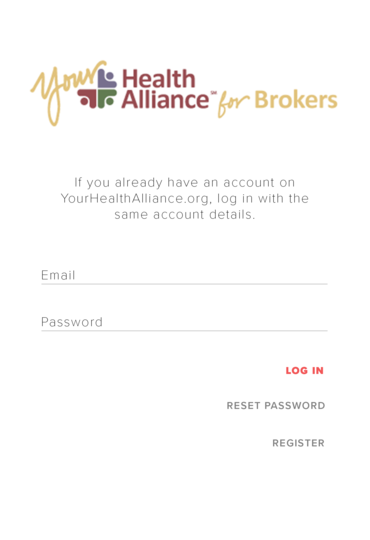 Your Health
Alliance℠ for Brokers
If you already have an account on
YourHealthAlliance.org, log in with the
same account details.
Email
Password
LOG IN
RESET PASSWORD
REGISTER